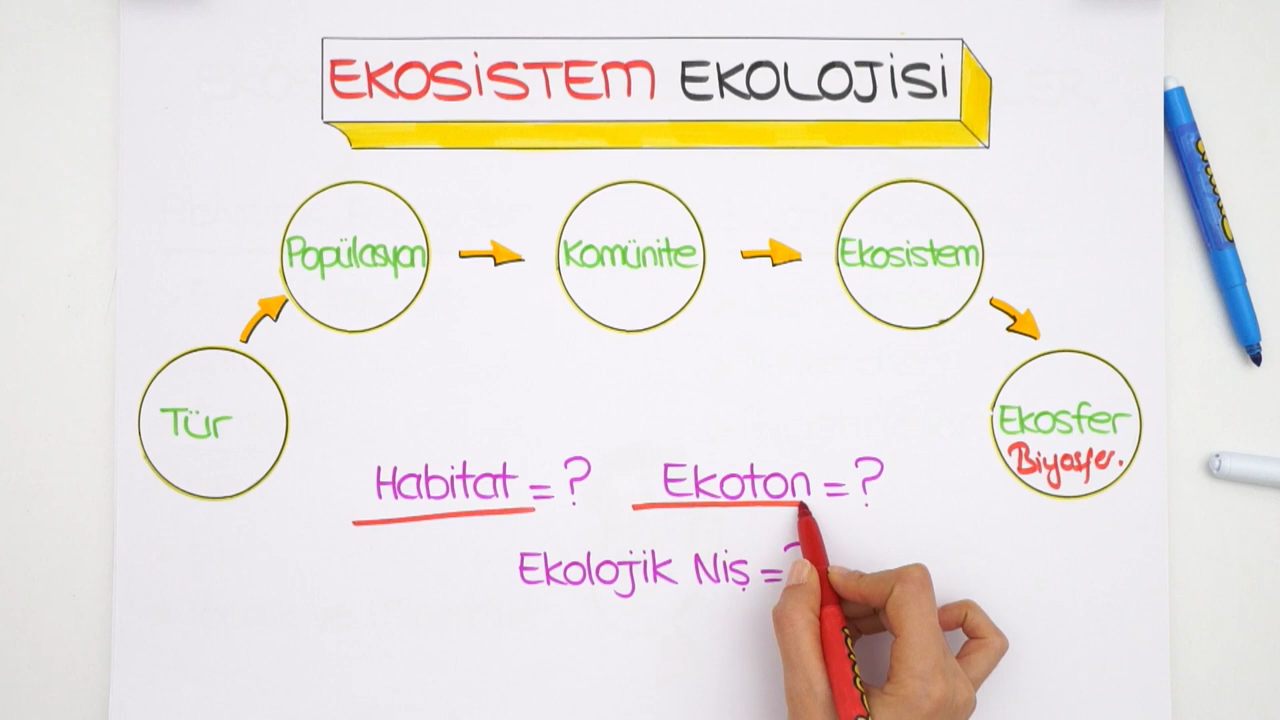 EKOSİSTEM EKOLOJİSİ
Popülasyon
Komünite
Ekosistem
Tür
Ekosfer
Biyosfer.
Habitat = ?
Ekoton = ?
Ekolojik Niş = ?